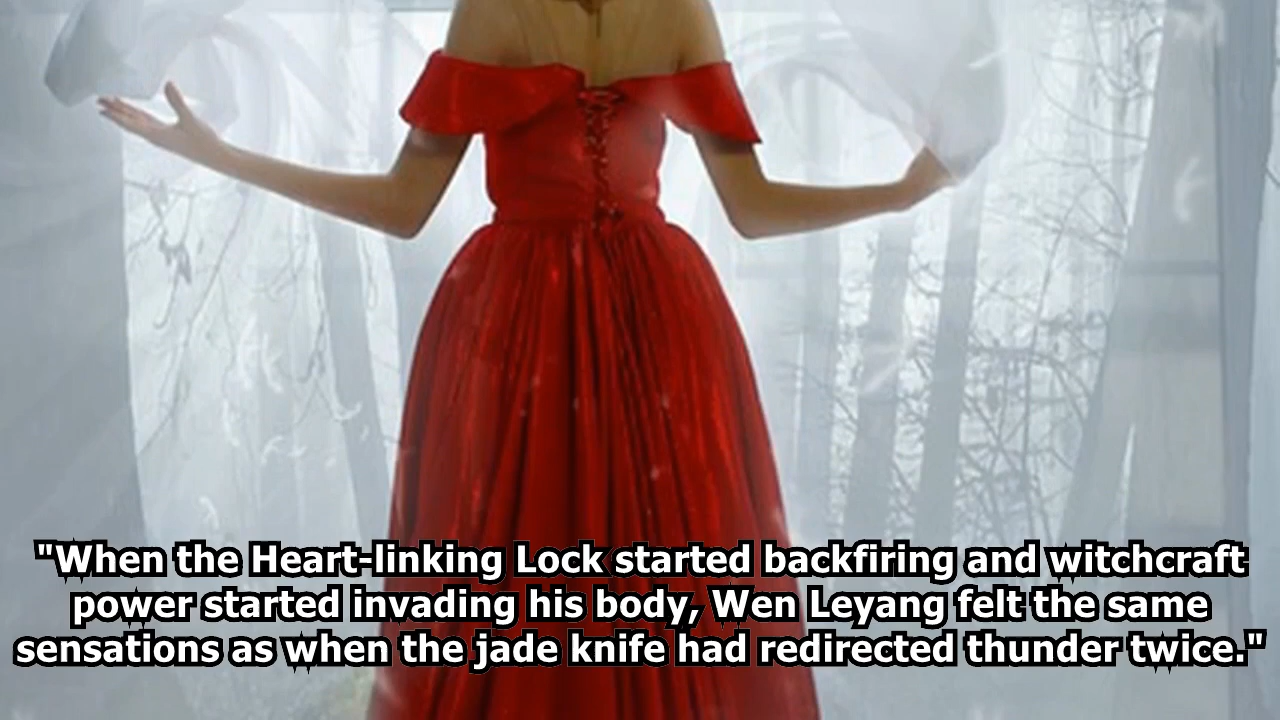 "When the Heart-linking Lock started backfiring and witchcraft
power started invading his body, Wen Leyang felt the same
sensations as when the jade knife had redirected thunder twice."